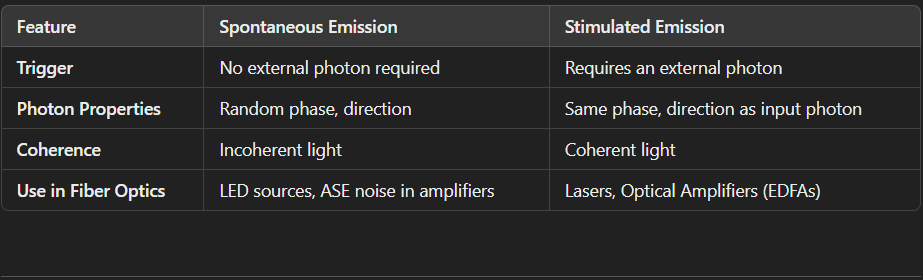 Feature Spontaneous Emission Stimulated Emission
Trigger No external photon required Requires an external photon
Photon Properties Random phase, direction Same phase, direction as input photon
Coherence Incoherent light Coherent light
Use in Fiber Optics LED sources, ASE noise in amplifiers Lasers, Optical Amplifiers (EDFAs)